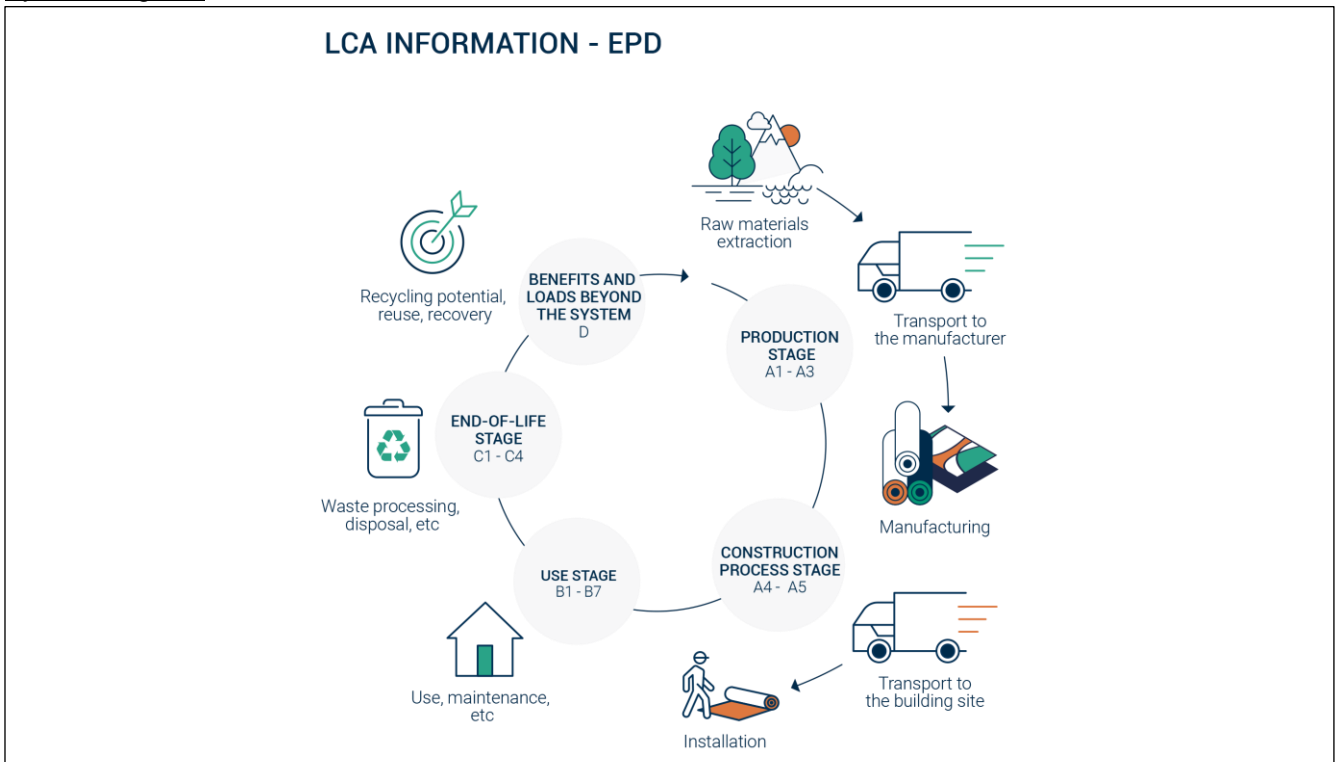 LCA INFORMATION - EPD
Raw materials
extraction
Transport to
the manufacturer
Manufacturing
Recycling potential,
reuse, recovery
BENEFITS AND
LOADS BEYOND
THE SYSTEM
D
PRODUCTION
STAGE
A1 - A3
END-OF-LIFE
STAGE
C1 - C4
Waste processing,
disposal, etc
USE STAGE
B1 - B7
CONSTRUCTION
PROCESS STAGE
A4 - A5
Use, maintenance,
etc
Transport to
the building site
Installation